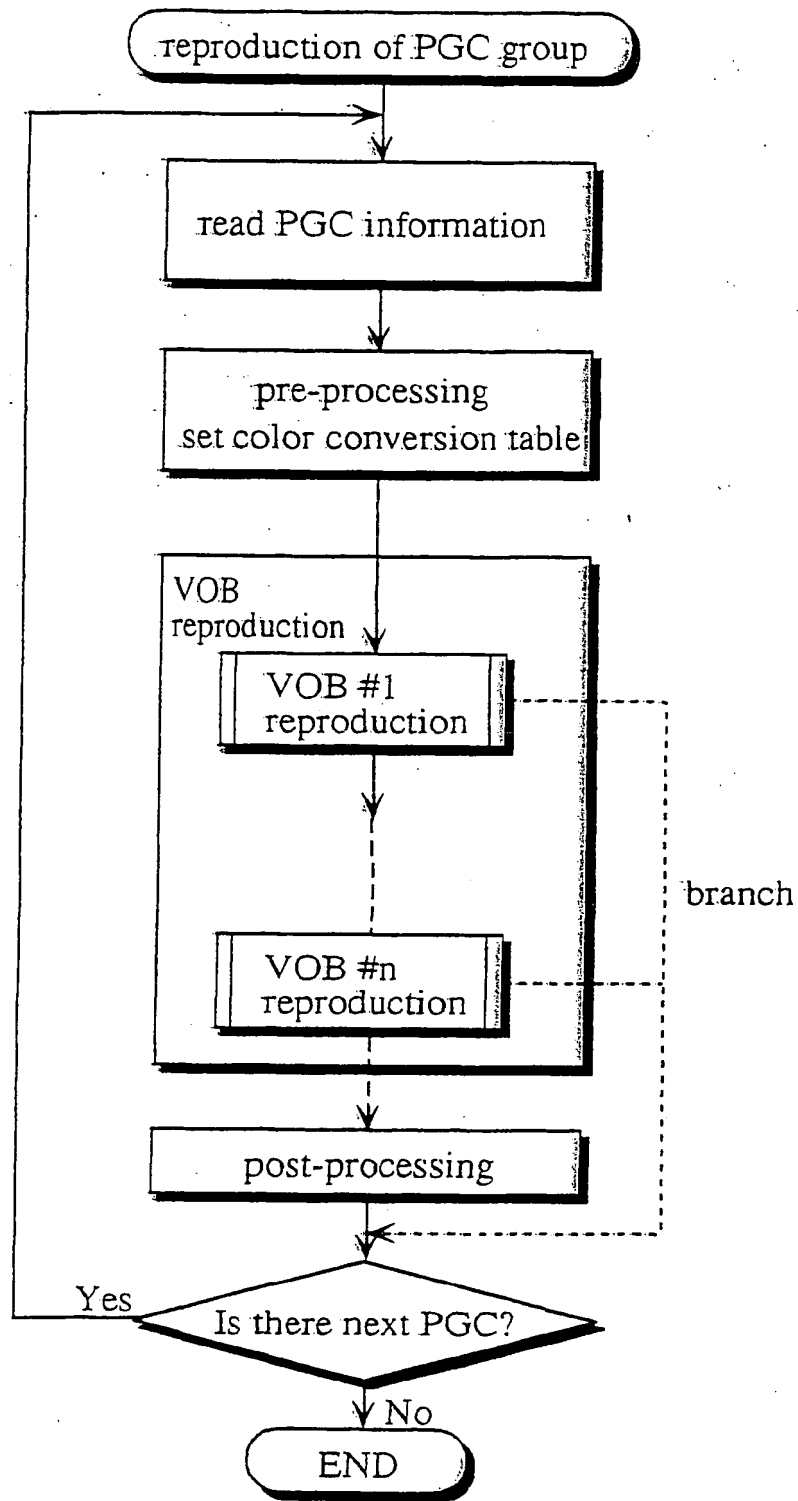 reproduction of PGC group
read PGC information
pre-processing
set color conversion table
VOB
reproduction
VOB #1
reproduction
branch
VOB #n
reproduction
post-processing
Yes
Is there next PGC?
No
END